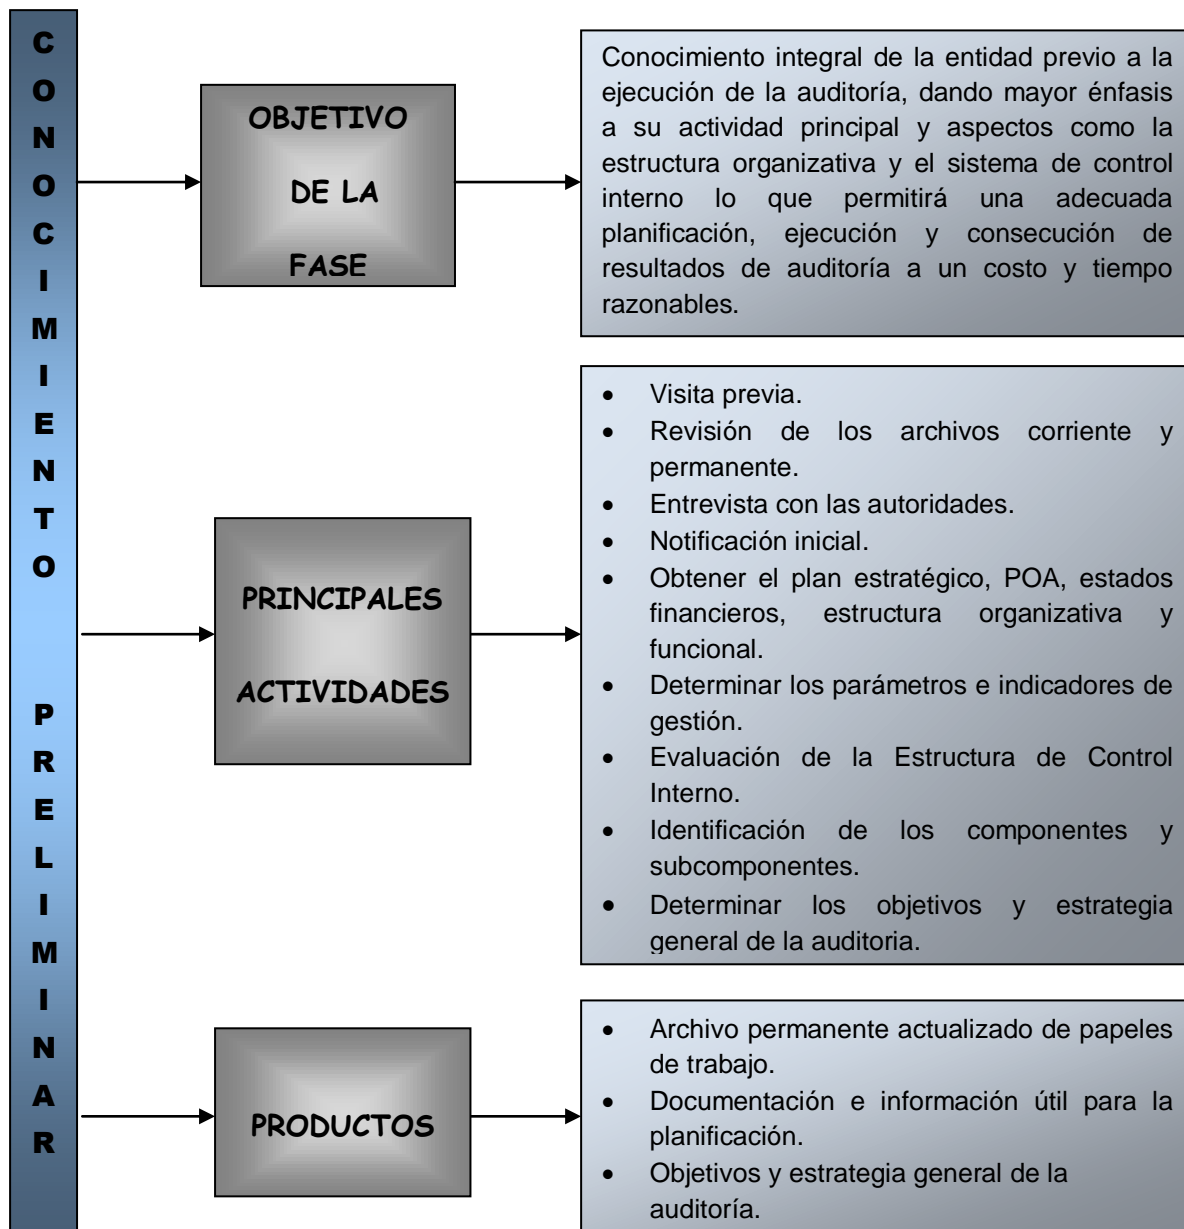 CONOCIMIENTO PRELIMINAR
OBJETIVO
DE LA
FASE
Conocimiento integral de la entidad previo a la
ejecución de la auditoría, dando mayor énfasis
a su actividad principal y aspectos como la
estructura organizativa y el sistema de control
interno lo que permitirá una adecuada
planificación, ejecución y consecución de
resultados de auditoría a un costo y tiempo
razonables.
PRINCIPALES
ACTIVIDADES
• Visita previa.
• Revisión de los archivos corriente y
permanente.
• Entrevista con las autoridades.
• Notificación inicial.
• Obtener el plan estratégico, POA, estados
financieros, estructura organizativa y
funcional.
• Determinar los parámetros e indicadores de
gestión.
• Evaluación de la Estructura de Control
Interno.
• Identificación de los componentes y
subcomponentes.
• Determinar los objetivos y estrategia
general de la auditoria.
PRODUCTOS
• Archivo permanente actualizado de papeles
de trabajo.
• Documentación e información útil para la
planificación.
• Objetivos y estrategia general de la
auditoría.